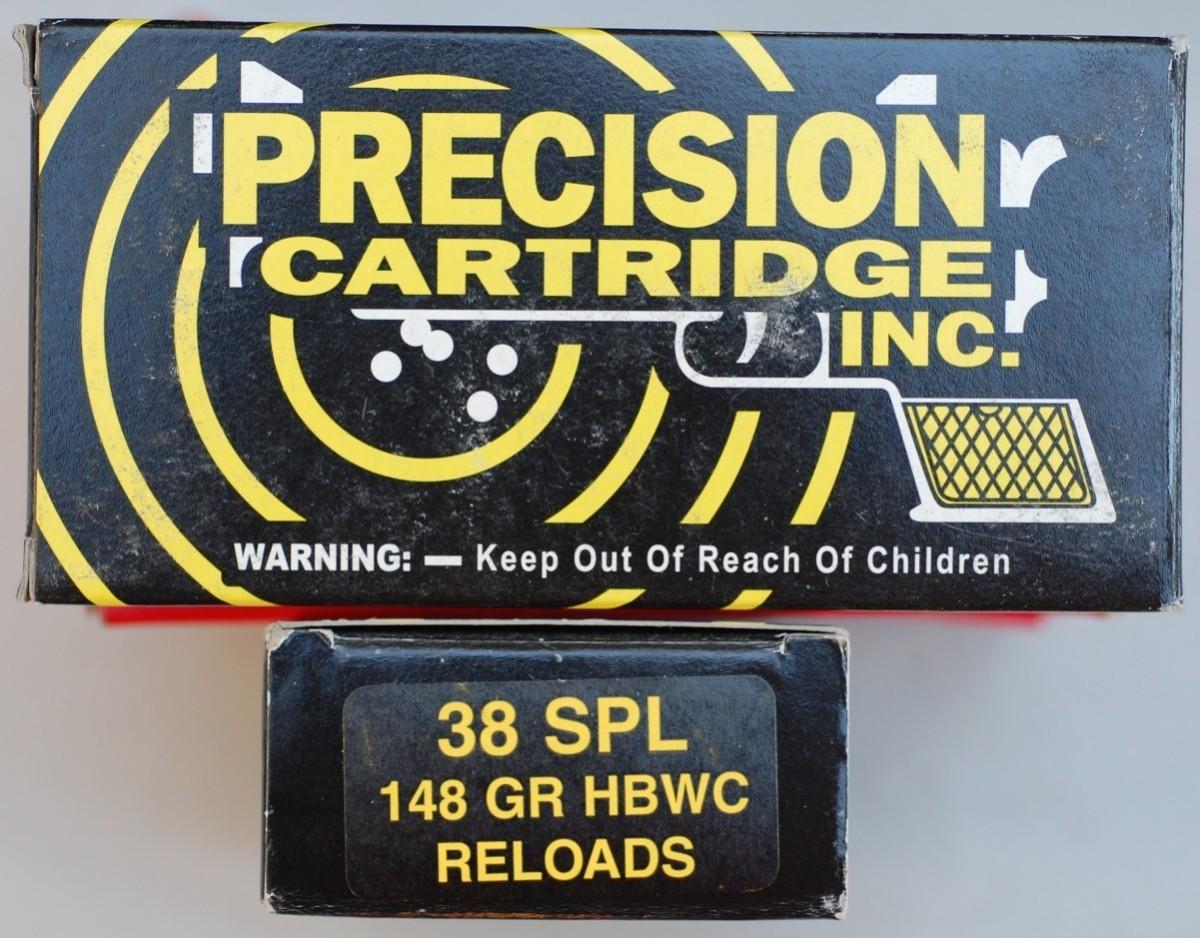 PRECISION
CARTRIDGE
INC.
WARNING: — Keep Out Of Reach Of Children
38 SPL
148 GR HBWC
RELOADS